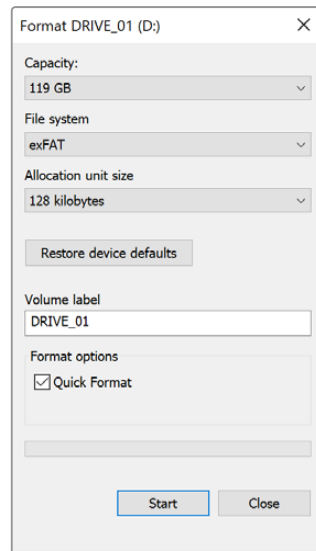 Format DRIVE_01 (D:)
Capacity:
119 GB
File system
exFAT
Allocation unit size
128 kilobytes
Restore device defaults
Volume label
DRIVE_01
Format options
Quick Format
Start Close